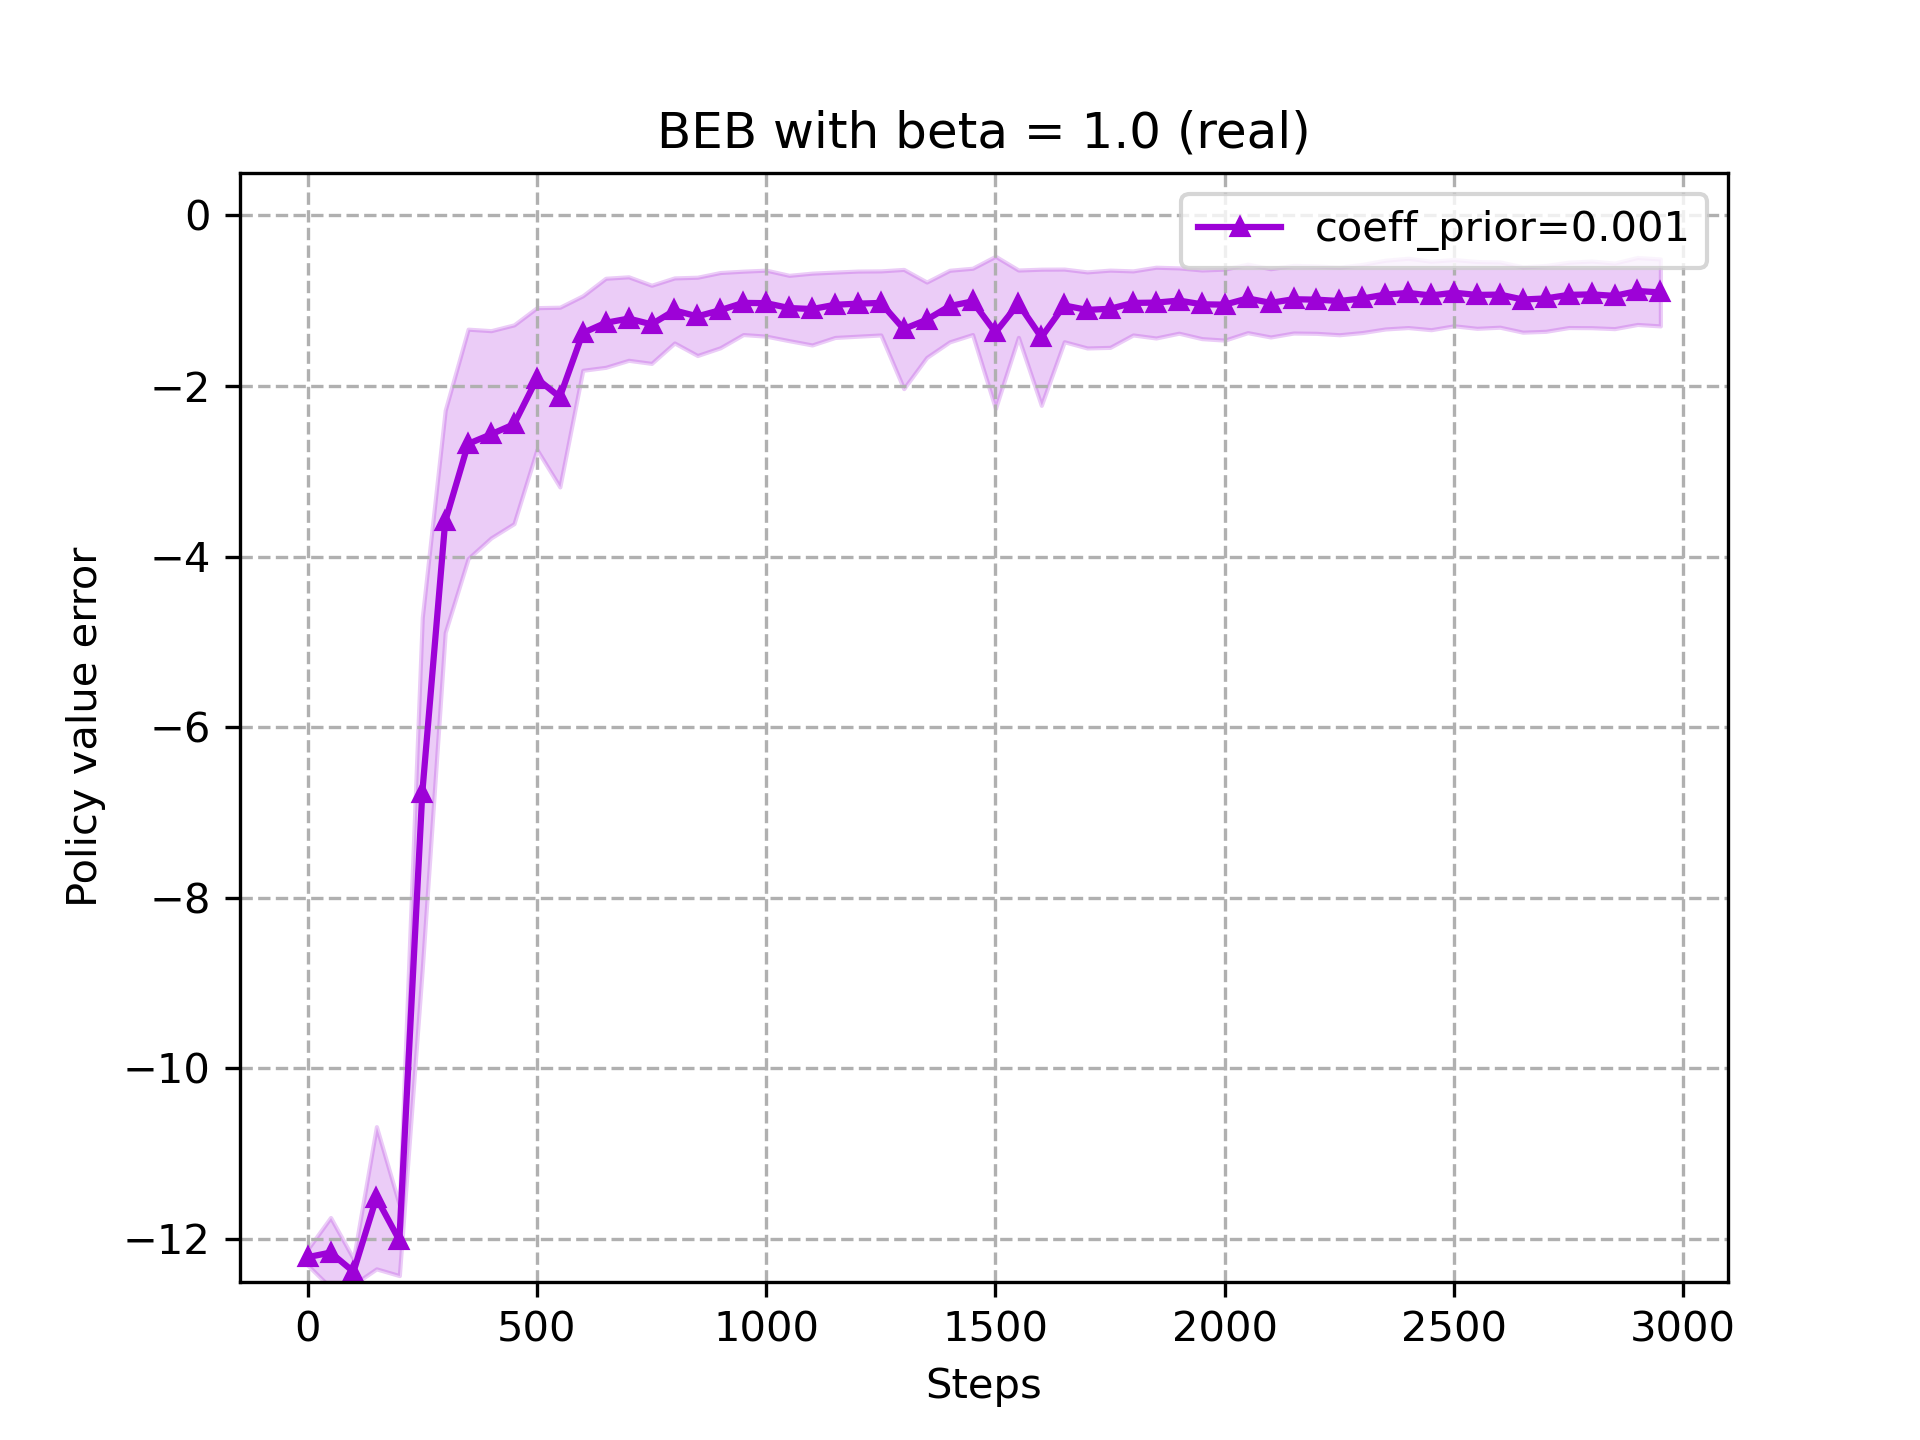 BEB with beta = 1.0 (real)
coeff_prior=0.001
Policy value error
0
−2
−4
−6
−8
−10
−12
0 500 1000 1500 2000 2500 3000
Steps